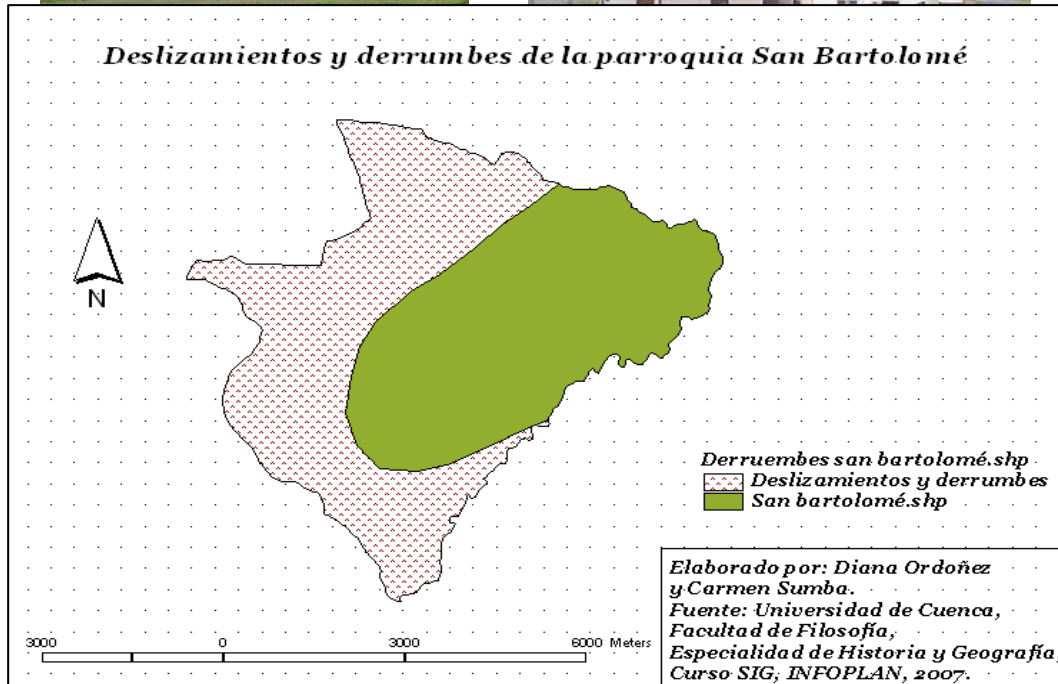 Deslizamientos y derrumbes de la parroquia San Bartolomé
N
Derruembes san bartolomé.shp
Deslizamientos y derrumbes
San bartolomé.shp
Elaborado por: Diana Ordoñez
y Carmen Sumba.
Fuente: Universidad de Cuenca,
Facultad de Filosofía,
Especialidad de Historia y Geografía,
Curso SIG, INFOPLAN, 2007.
3000 0 3000 6000 Meters